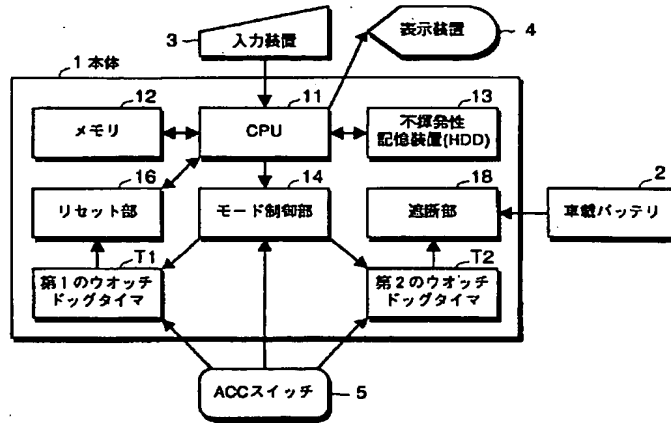 3
入力装置
表示装置
4
1 本体
12
メモリ
11
CPU
13
不揮発性
記憶装置(HDD)
16
リセット部
14
モード制御部
18
遮断部
2
車載バッテリ
T1
第1のウオッチ
ドッグタイマ
T2
第2のウオッチ
ドッグタイマ
ACCスイッチ
5